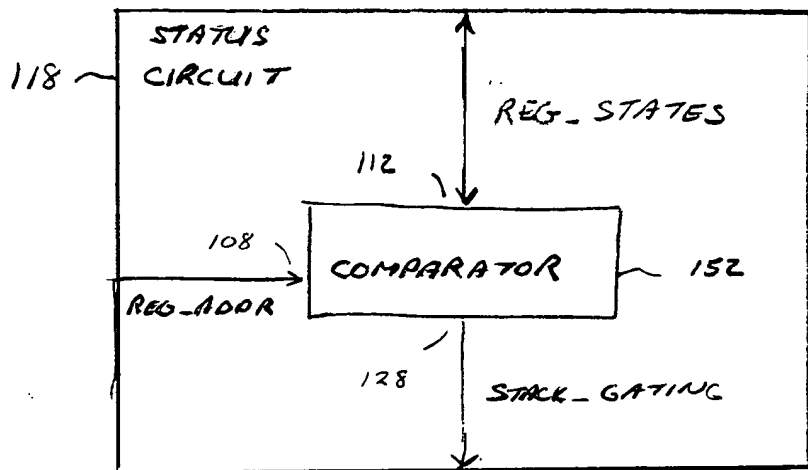 STATUS
CIRCUIT
118
REG_STATES
112
108
COMPARATOR
152
REG_ADDR
128
STACK_GATING